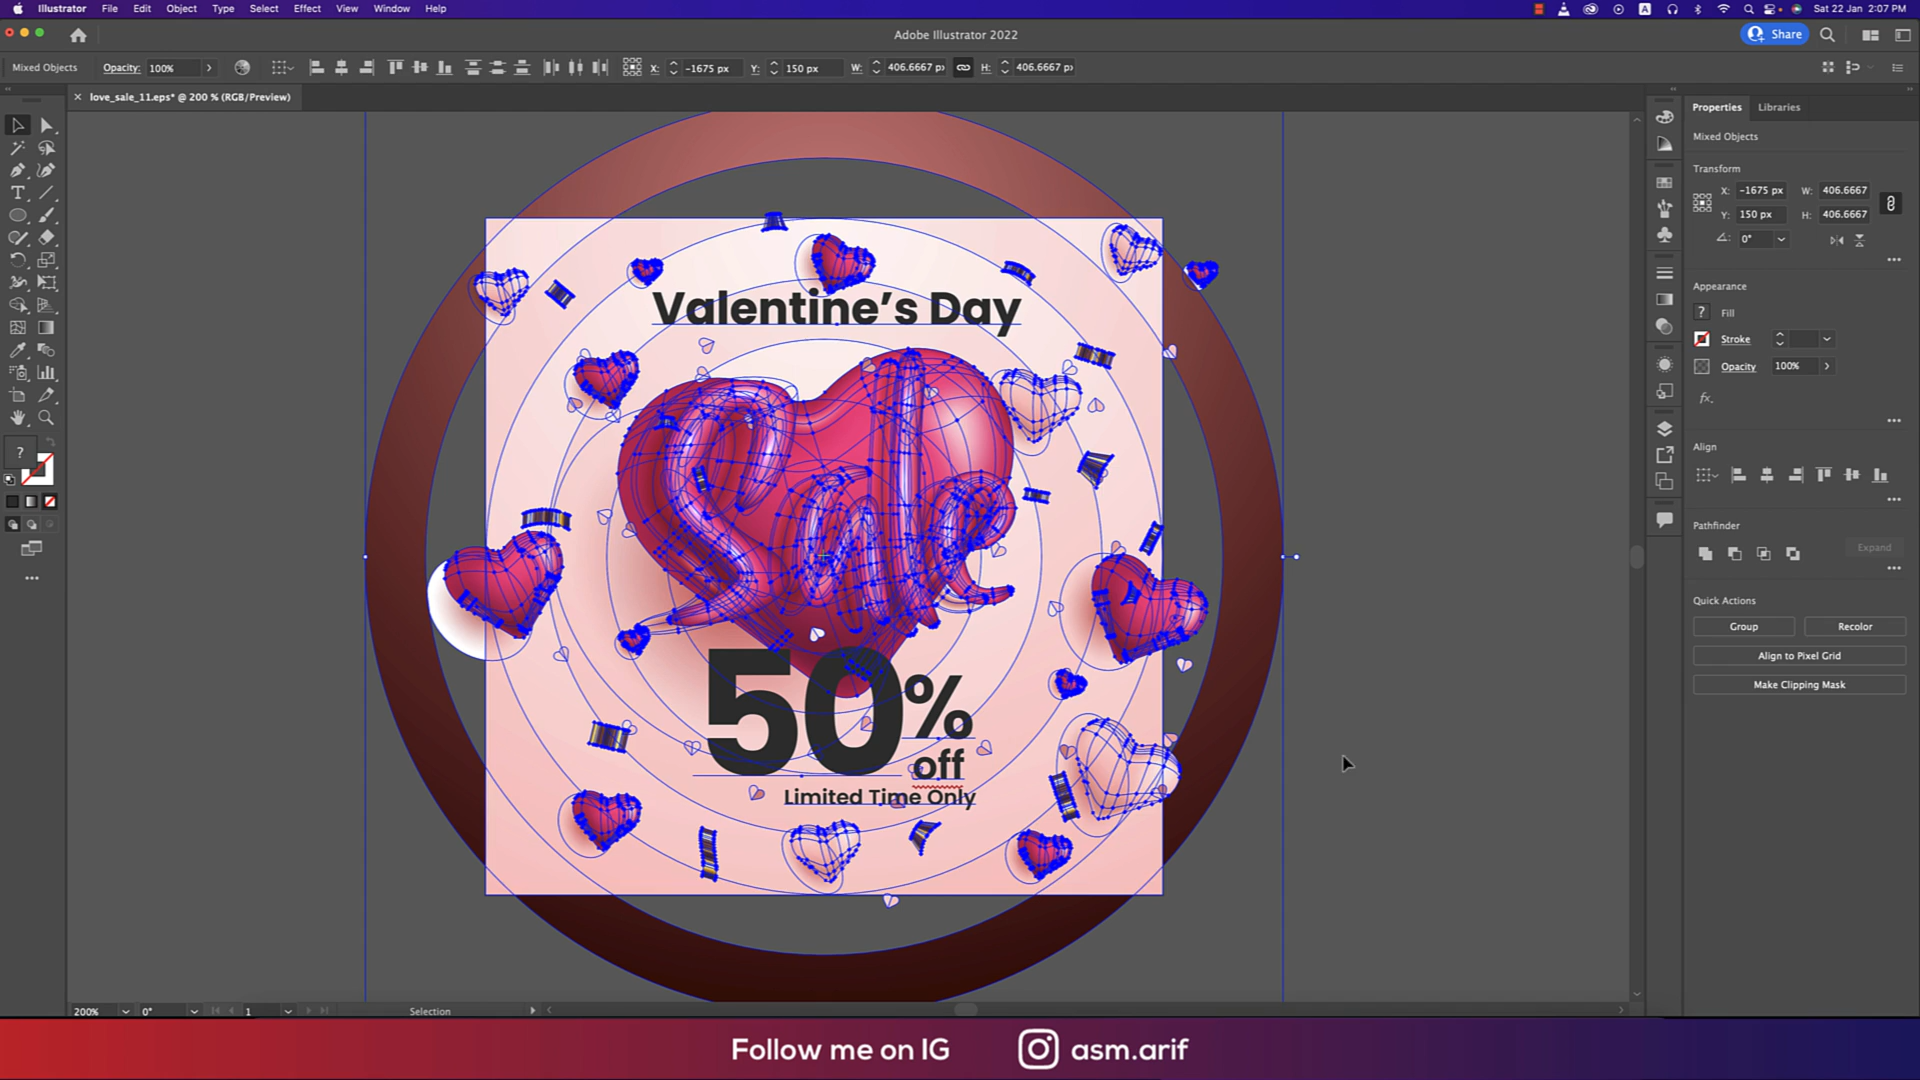 Illustrator File Edit Object Type Select Effect View Window Help
A
Sat 22 Jan 2:07 PM
Adobe Illustrator 2022
Share
Mixed Objects Opacity: 100% X: -1675 px Y: 150 px W: 406.6667 px H: 406.6667 px
love_sale_11.eps* @ 200 % (RGB/Preview)
Properties Libraries
Mixed Objects
Transform
X: -1675 px W: 406.6667
Y: 150 px H: 406.6667
0°
Appearance
? Fill
Stroke
Opacity 100%
fx.
Align
Pathfinder
Expand
Quick Actions
Group Recolor
Align to Pixel Grid
Make Clipping Mask
?
Valentine’s Day
Sale
50%
off
Limited Time Only
200% 0° 1 Selection
Follow me on IG asm.arif